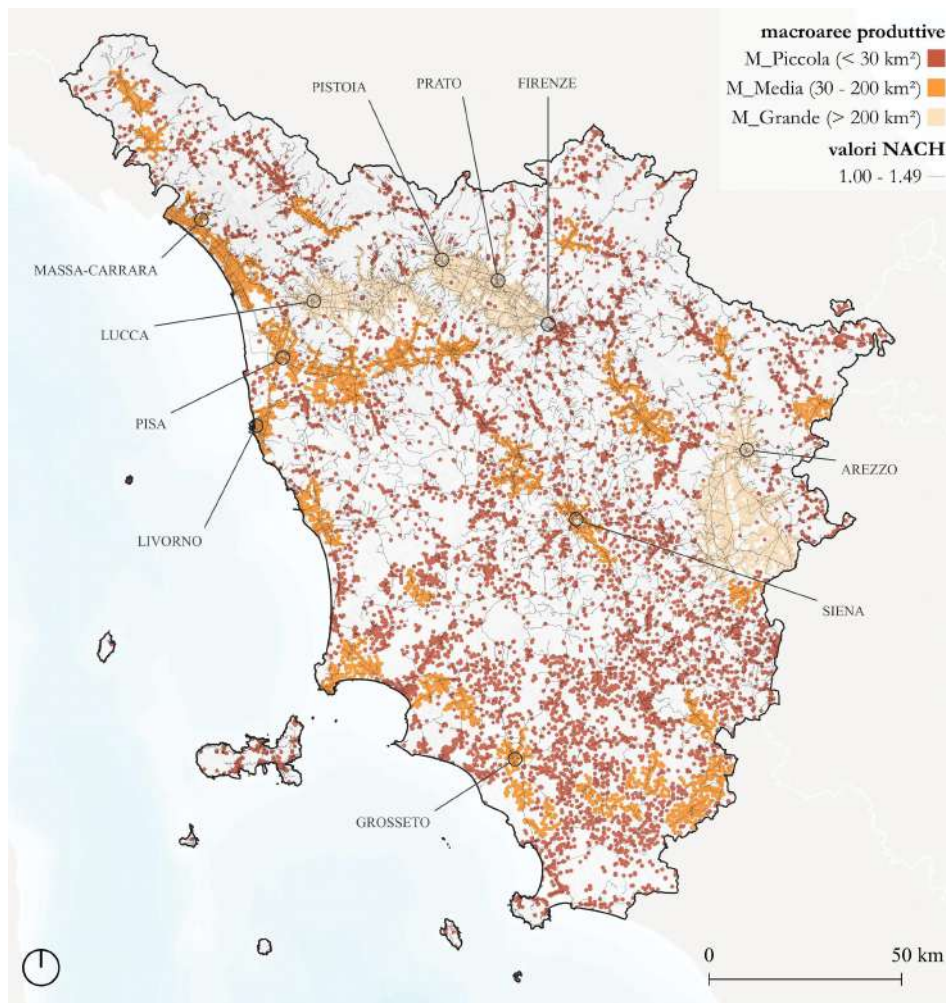 macroaree produttive
M_Piccola (< 30 km²)
M_Media (30 - 200 km²)
M_Grande (> 200 km²)
valori NACH
1.00 - 1.49
PISTOIA
PRATO
FIRENZE
MASSA-CARRARA
LUCCA
PISA
LIVORNO
AREZZO
SIENA
GROSSETO
0
50 km